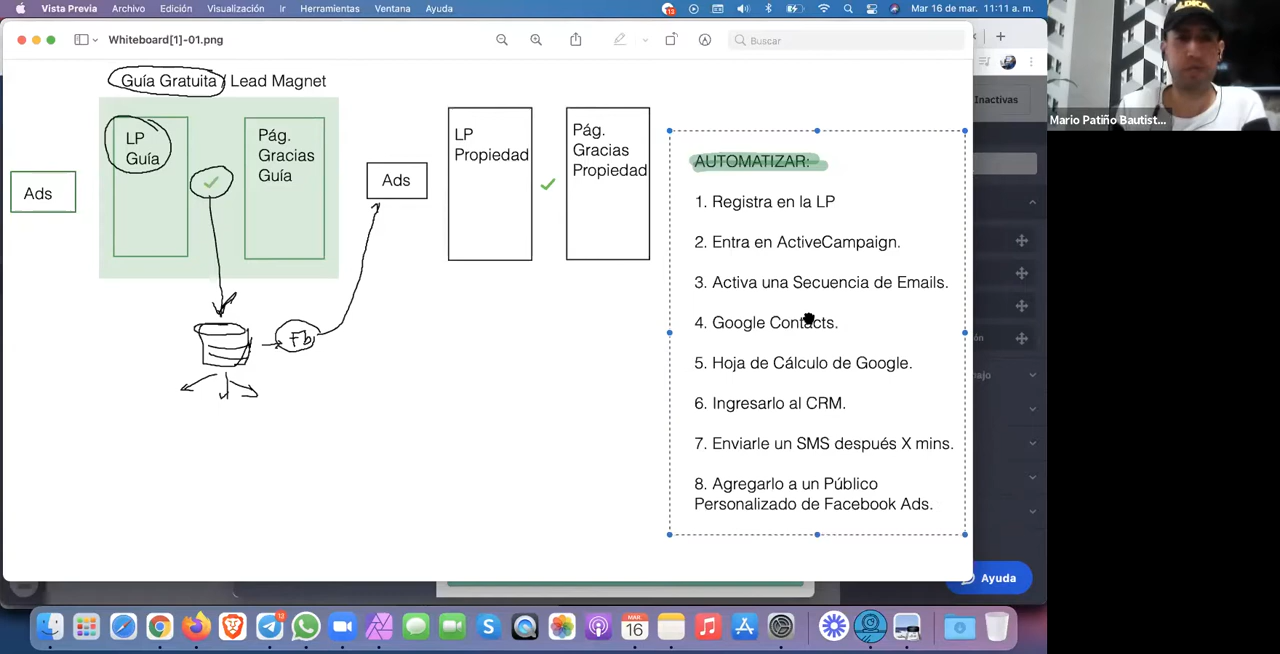 Vista Previa Archivo Edición Visualización Ir Herramientas Ventana Ayuda
11
Mar 16 de mar. 11:11 a. m.
Whiteboard[1]-01.png
Buscar
Guía Gratuita / Lead Magnet
Ads
LP
Guía
Pág.
Gracias
Guía
Ads
LP
Propiedad
Pág.
Gracias
Propiedad
Fb
AUTOMATIZAR:
1. Registra en la LP
2. Entra en ActiveCampaign.
3. Activa una Secuencia de Emails.
4. Google Contacts.
5. Hoja de Cálculo de Google.
6. Ingresarlo al CRM.
7. Enviarle un SMS después X mins.
8. Agregarlo a un Público
Personalizado de Facebook Ads.
Inactivas
Ayuda
Mario Patiño Bautist...
MAR.
16